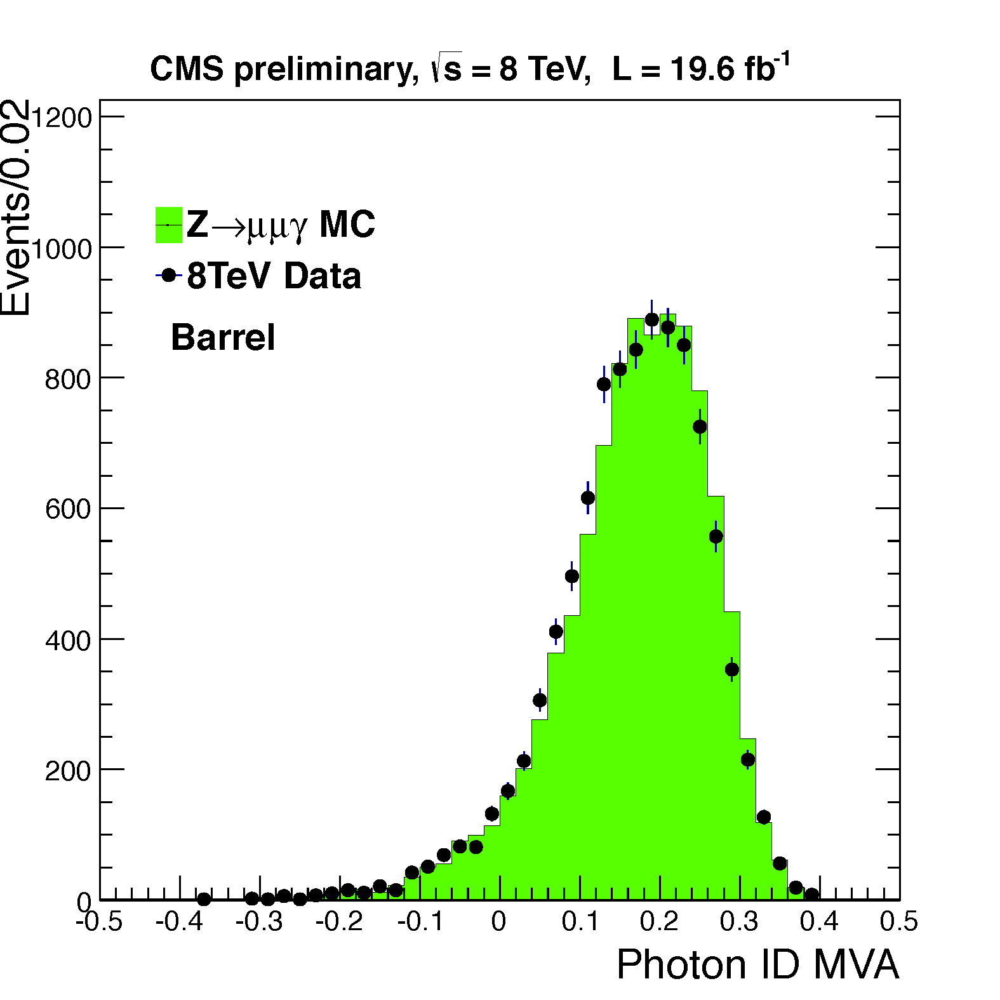 CMS preliminary, √s = 8 TeV, L = 19.6 fb⁻¹
Events/0.02
1200
1000
800
600
400
200
0
Z→μμγ MC
8TeV Data
Barrel
-0.5 -0.4 -0.3 -0.2 -0.1 0 0.1 0.2 0.3 0.4 0.5
Photon ID MVA